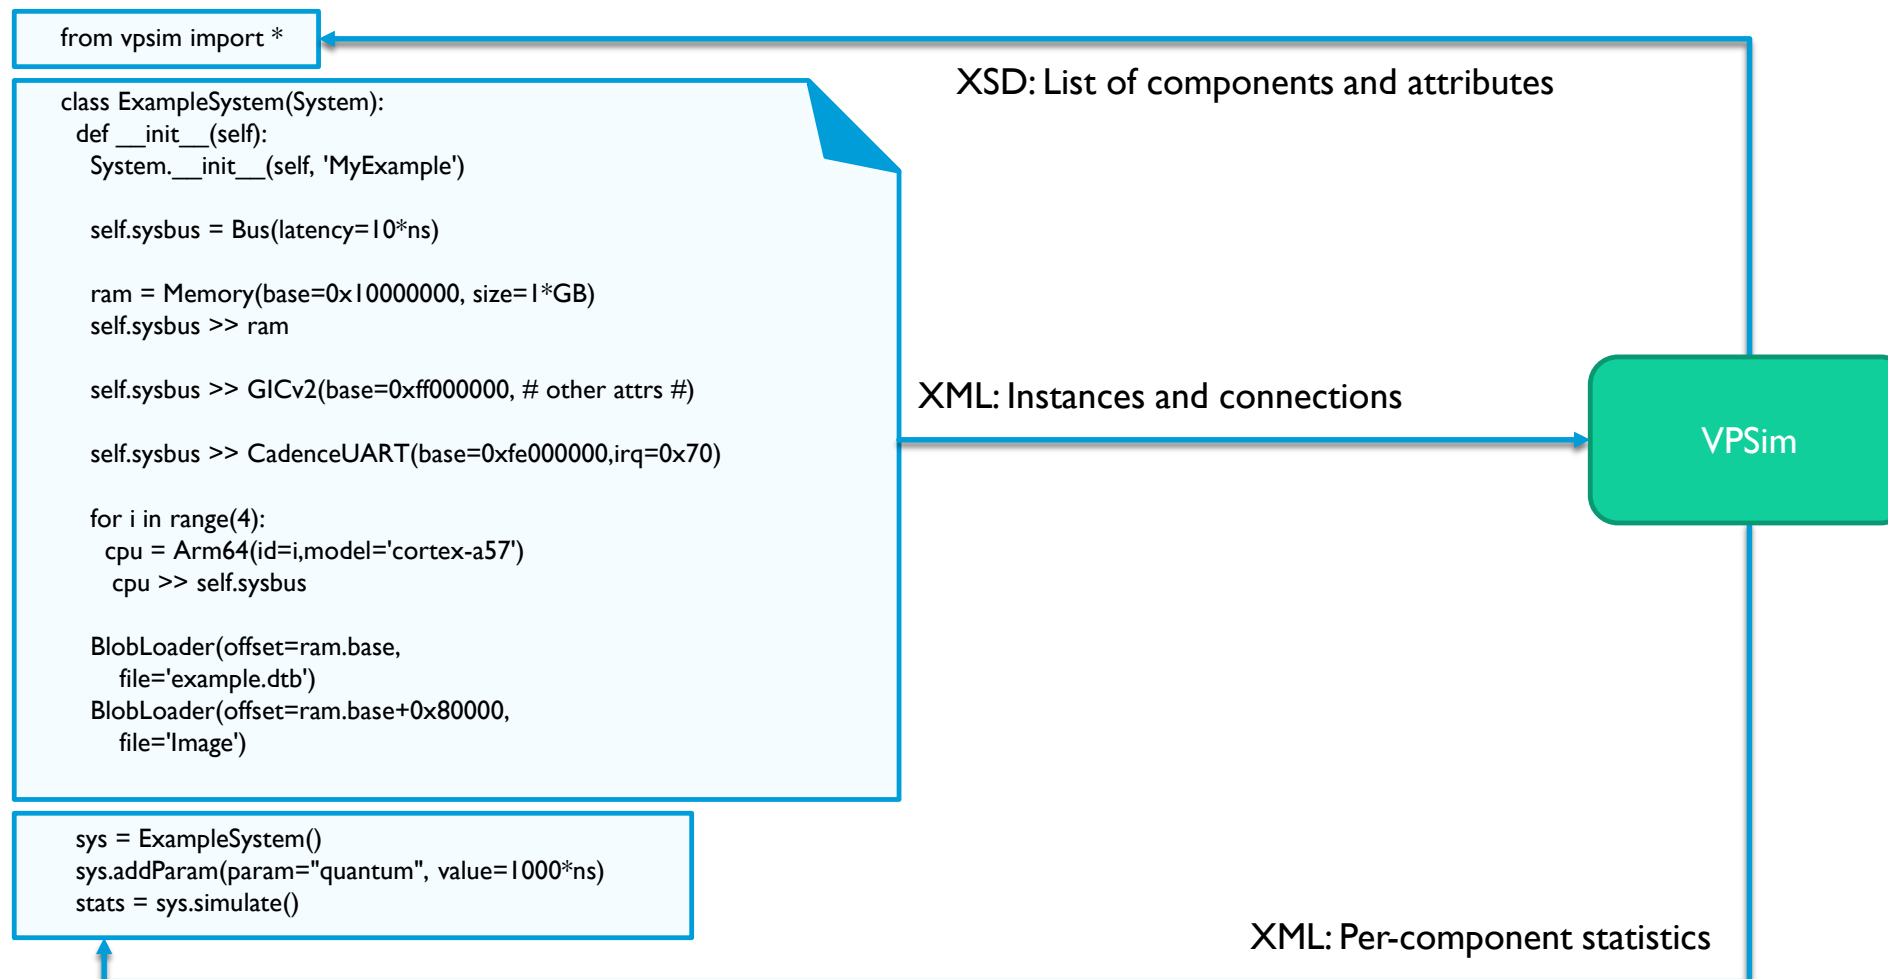 from vpsim import *
XSD: List of components and attributes
class ExampleSystem(System):
def __init__(self):
System.__init__(self, 'MyExample')
self.sysbus = Bus(latency=10*ns)
ram = Memory(base=0x10000000, size=1*GB)
self.sysbus >> ram
self.sysbus >> GICv2(base=0xff000000, # other attrs #)
self.sysbus >> CadenceUART(base=0xfe000000,irq=0x70)
for i in range(4):
cpu = Arm64(id=i,model='cortex-a57')
cpu >> self.sysbus
BlobLoader(offset=ram.base,
file='example.dtb')
BlobLoader(offset=ram.base+0x80000,
file='Image')
XML: Instances and connections
VPSim
sys = ExampleSystem()
sys.addParam(param="quantum", value=1000*ns)
stats = sys.simulate()
XML: Per-component statistics